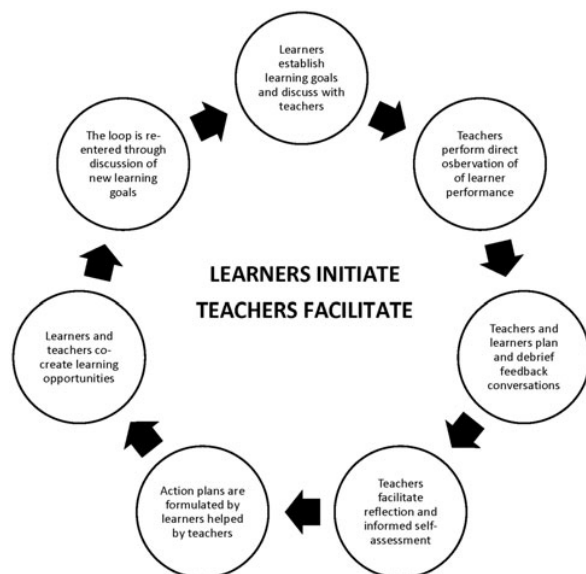 Learners
establish
learning goals
and discuss with
teachers
Teachers
perform direct
osbervation of
of learner
performance
Teachers and
learners plan
and debrief
feedback
conversations
Teachers
facilitate
reflection and
informed self-
assessment
Action plans are
formulated by
learners helped
by teachers
Learners and
teachers co-
create learning
opportunities
The loop is re-
entered through
discussion of
new learning
goals
LEARNERS INITIATE
TEACHERS FACILITATE